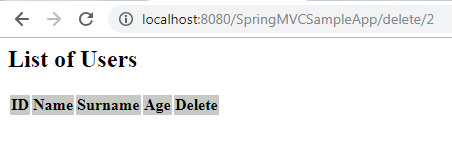 localhost:8080/SpringMVCSampleApp/delete/2
List of Users
ID Name Surname Age Delete